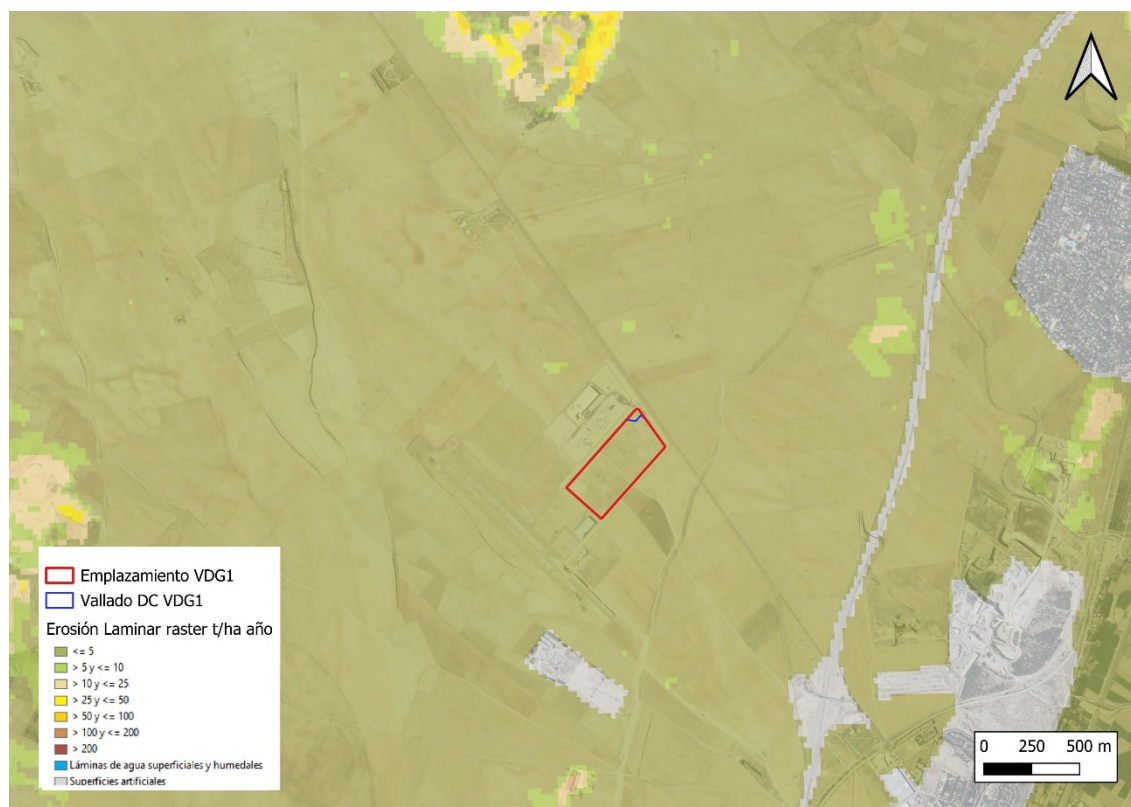 Emplazamiento VDG1
Vallado DC VDG1
Erosión Laminar raster t/ha año
<= 5
> 5 y <= 10
> 10 y <= 25
> 25 y <= 50
> 50 y <= 100
> 100 y <= 200
> 200
Láminas de agua superficiales y humedales
Superficies artificiales
0 250 500 m